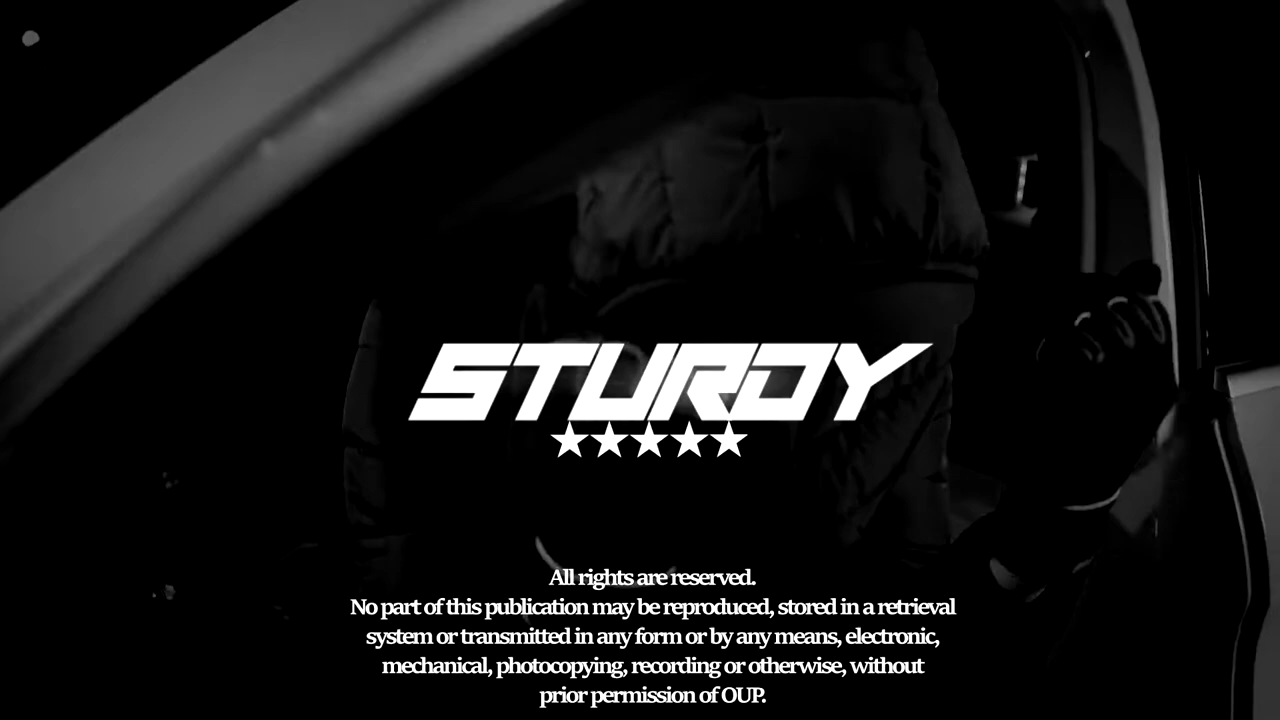 STURDY
★★★★★
All rights are reserved.
No part of this publication may be reproduced, stored in a retrieval
system or transmitted in any form or by any means, electronic,
mechanical, photocopying, recording or otherwise, without
prior permission of OUP.